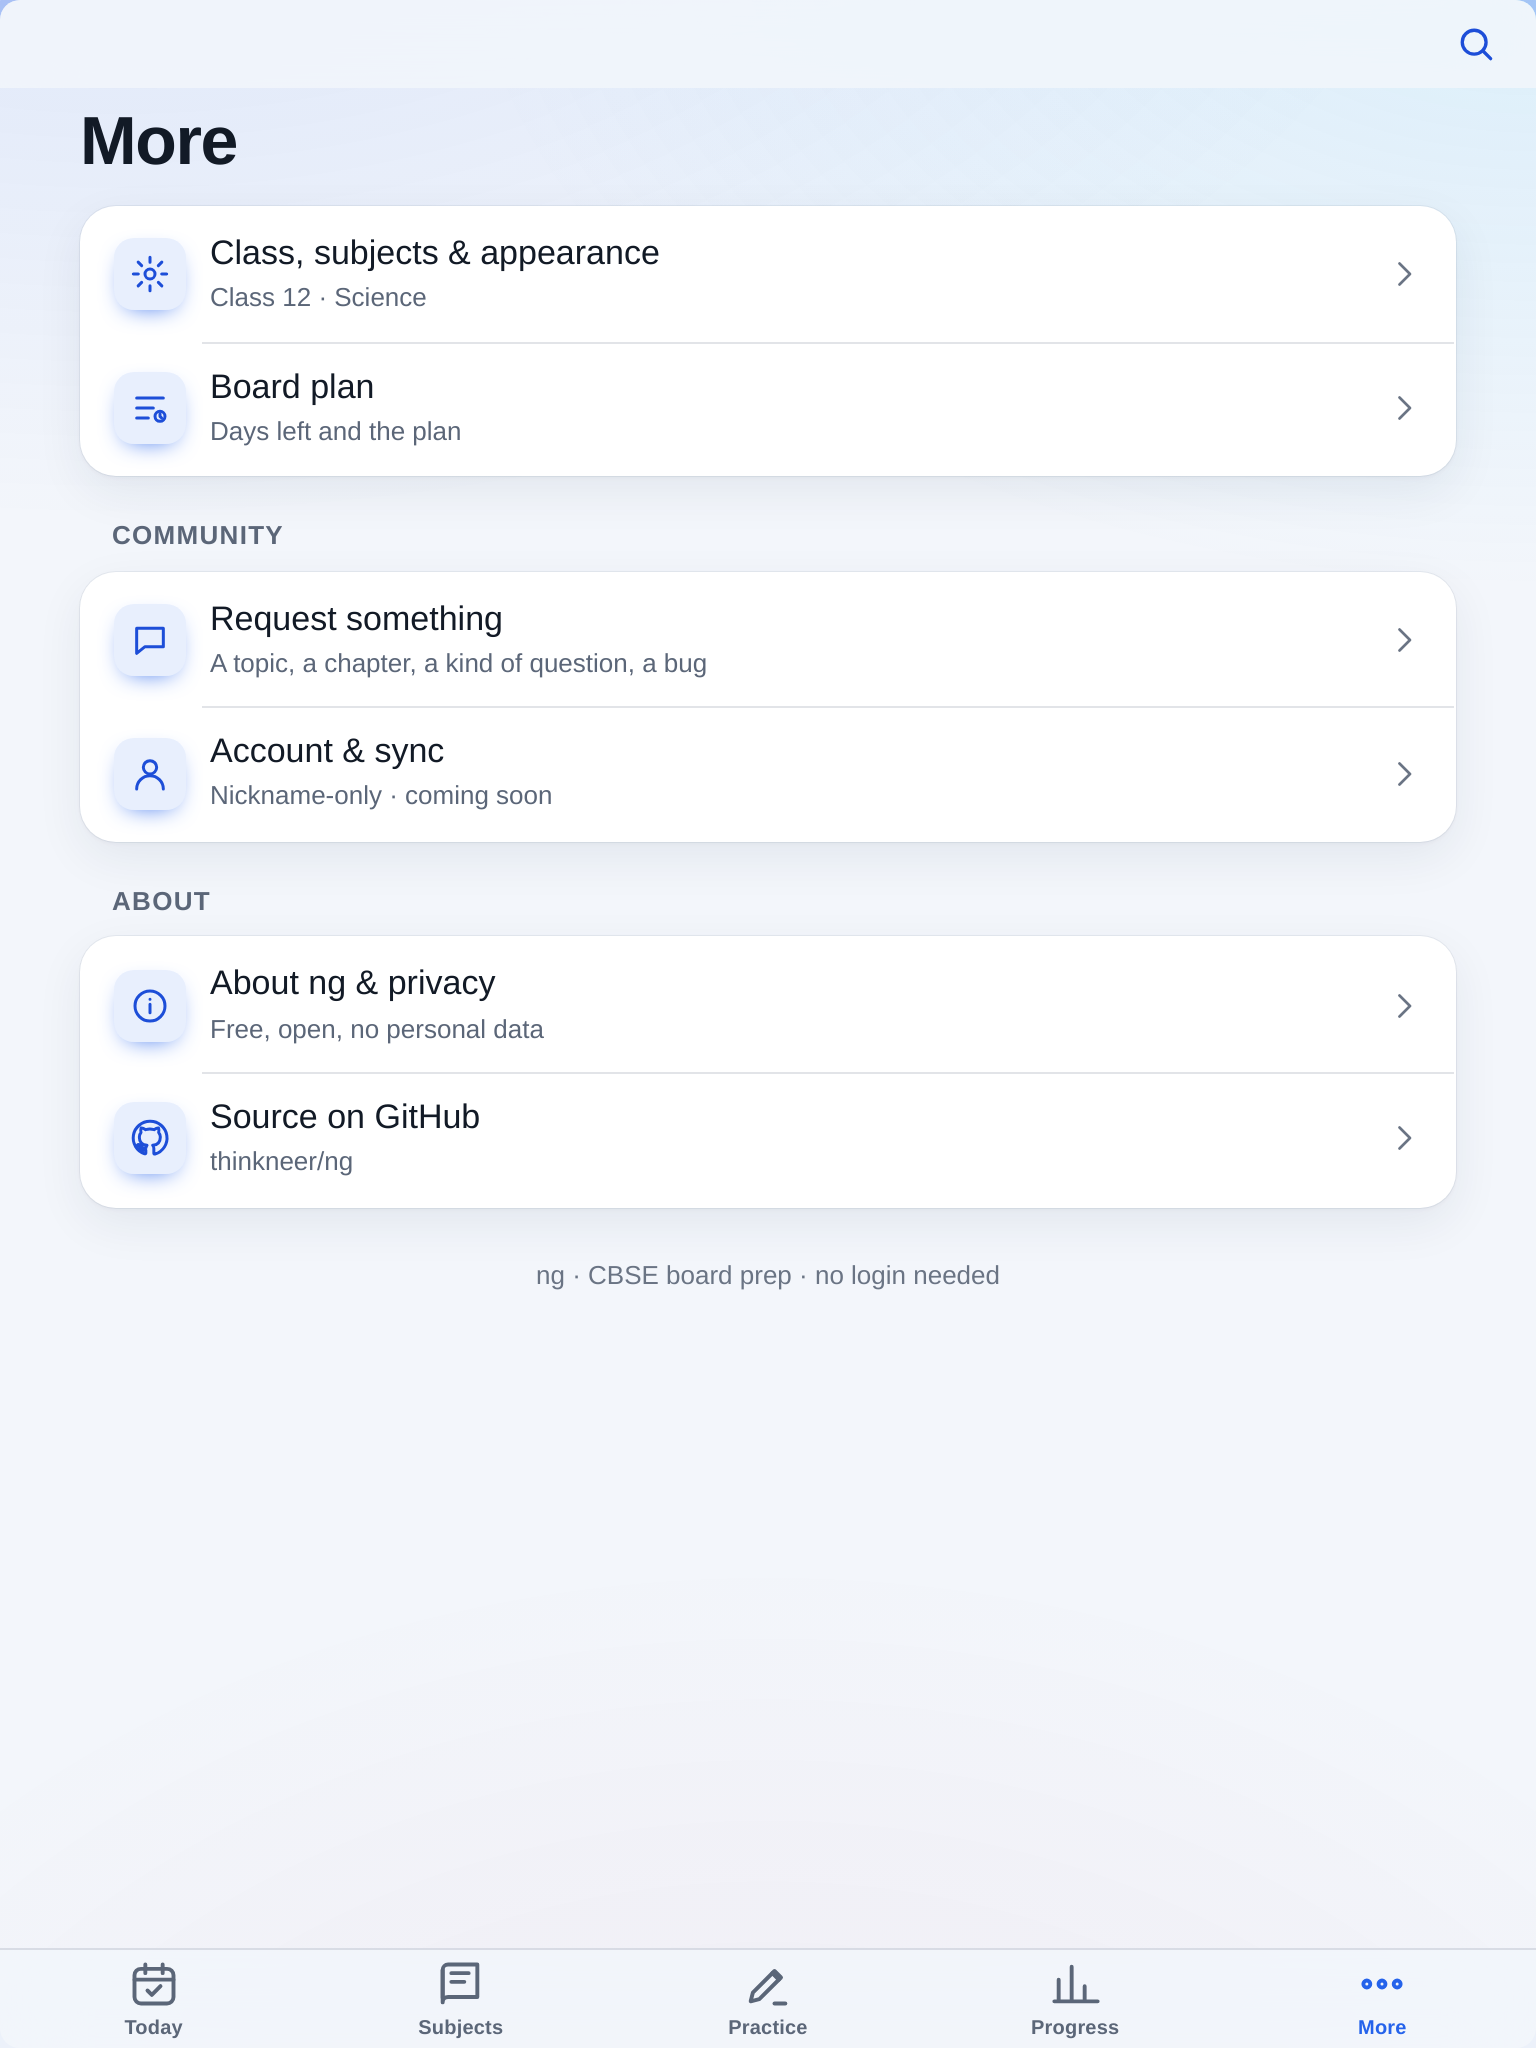 More
Class, subjects & appearance
Class 12 · Science
Board plan
Days left and the plan
COMMUNITY
Request something
A topic, a chapter, a kind of question, a bug
Account & sync
Nickname-only · coming soon
ABOUT
About ng & privacy
Free, open, no personal data
Source on GitHub
thinkneer/ng
ng · CBSE board prep · no login needed
Today
Subjects
Practice
Progress
More